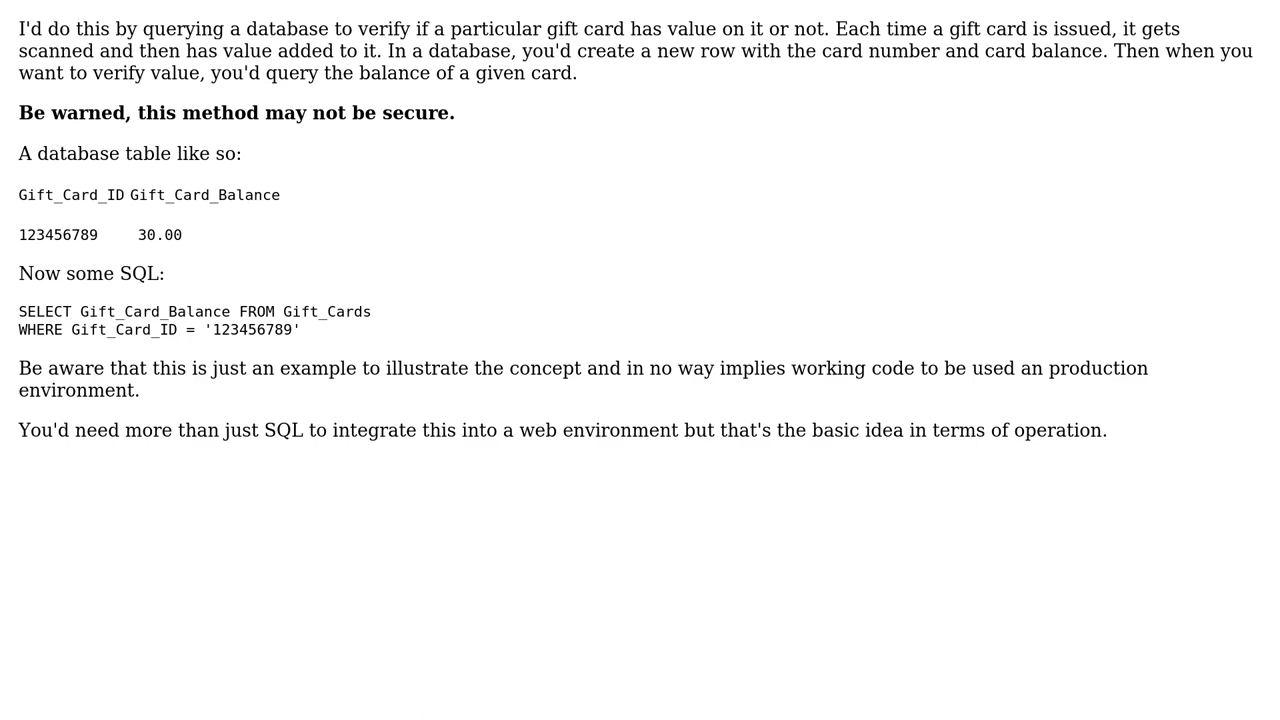 I'd do this by querying a database to verify if a particular gift card has value on it or not. Each time a gift card is issued, it gets
scanned and then has value added to it. In a database, you'd create a new row with the card number and card balance. Then when you
want to verify value, you'd query the balance of a given card.
Be warned, this method may not be secure.
A database table like so:
Gift_Card_ID Gift_Card_Balance
123456789 30.00
Now some SQL:
SELECT Gift_Card_Balance FROM Gift_Cards
WHERE Gift_Card_ID = '123456789'
Be aware that this is just an example to illustrate the concept and in no way implies working code to be used an production
environment.
You'd need more than just SQL to integrate this into a web environment but that's the basic idea in terms of operation.